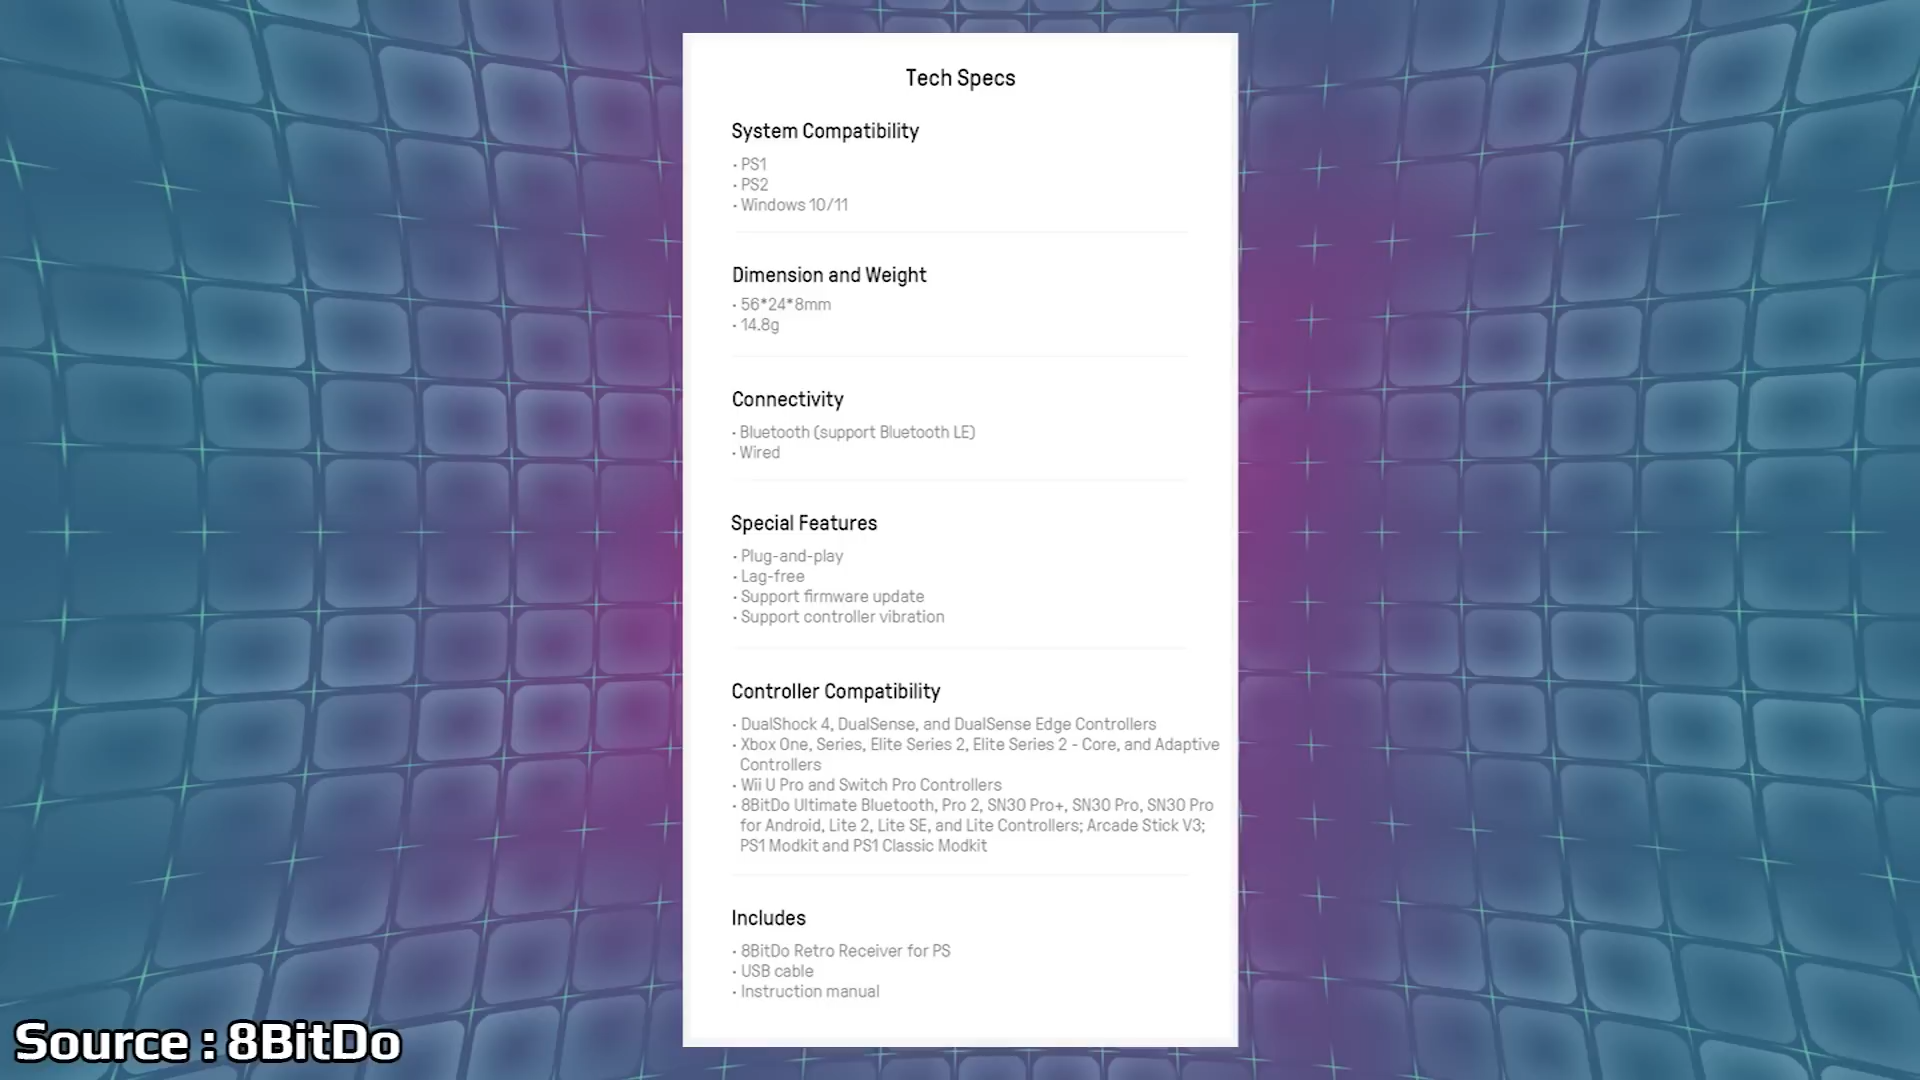 Tech Specs
System Compatibility
· PS1
· PS2
· Windows 10/11
Dimension and Weight
· 56*24*8mm
· 14.8g
Connectivity
· Bluetooth (support Bluetooth LE)
· Wired
Special Features
· Plug-and-play
· Lag-free
· Support firmware update
· Support controller vibration
Controller Compatibility
· DualShock 4, DualSense, and DualSense Edge Controllers
· Xbox One, Series, Elite Series 2, Elite Series 2 - Core, and Adaptive
Controllers
· Wii U Pro and Switch Pro Controllers
· 8BitDo Ultimate Bluetooth, Pro 2, SN30 Pro+, SN30 Pro, SN30 Pro
for Android, Lite 2, Lite SE, and Lite Controllers; Arcade Stick V3;
PS1 Modkit and PS1 Classic Modkit
Includes
· 8BitDo Retro Receiver for PS
· USB cable
· Instruction manual
Source : 8BitDo